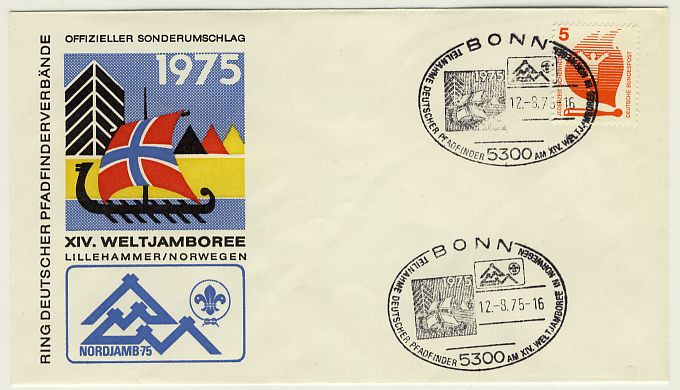 RING DEUTSCHER PFADFINDERVERBÄNDE
OFFIZIELLER SONDERUMSCHLAG
1975
XIV. WELTJAMBOREE
LILLEHAMMER/NORWEGEN
NORDJAMB-75
5
DEUTSCHE BUNDESPOST
BONN
TEILNAHME DEUTSCHER PFADFINDER
1975
12.-8.75-16
5300
AM XIV. WELTJAMBOREE IN NORWEGEN
BONN
TEILNAHME DEUTSCHER PFADFINDER
1975
12.-8.75-16
5300
AM XIV. WELTJAMBOREE IN NORWEGEN